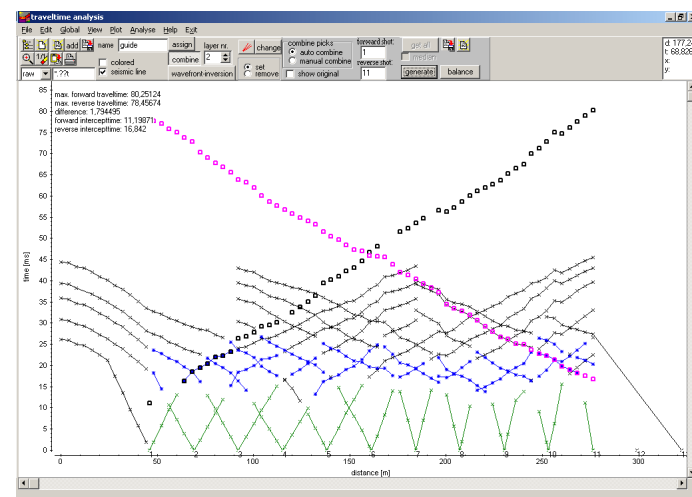 traveltime analysis
File Edit Global View Plot Analyse Help Exit
add name guide assign layer nr. change combine picks forward shot: get all
colored combine 2 set auto combine 1 median
manual combine reverse shot:
raw *.??t seismic line wavefront-inversion remove show original 11 generate balance
d: 177,24
t: 68,826
x:
y:
max. forward traveltime: 80,25124
max. reverse traveltime: 78,45674
difference: 1,794495
forward intercepttime: 11,19871
reverse intercepttime: 16,842
85
80
75
70
65
60
55
50
45
40
35
30
25
20
15
10
5
0
time [ms]
1 2 3 4 5 6 7 8 9 10 11 12
0 50 100 150 200 250 300
distance [m]